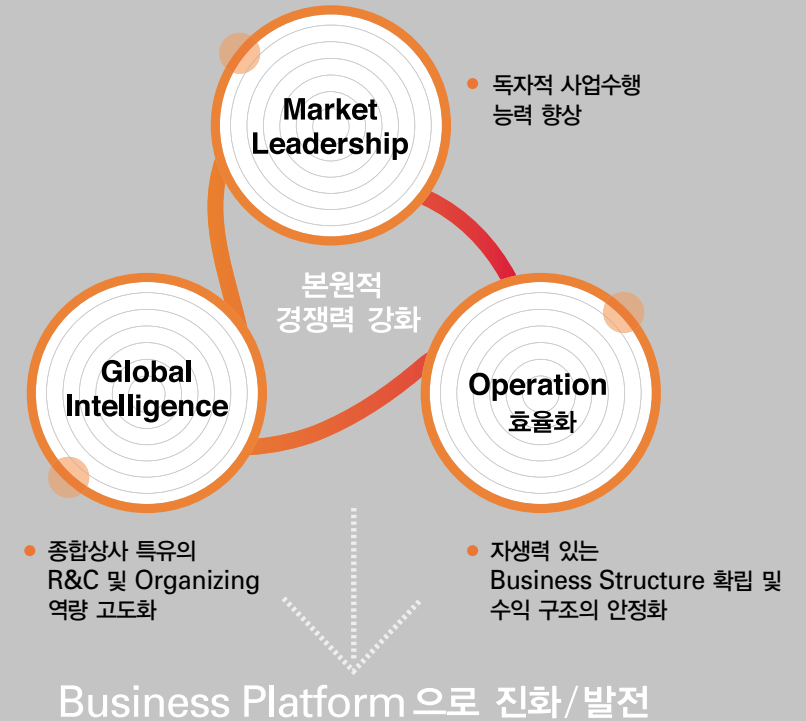 Market
Leadership
독자적 사업수행
능력 향상
본원적
경쟁력 강화
Global
Intelligence
Operation
효율화
종합상사 특유의
R&C 및 Organizing
역량 고도화
자생력 있는
Business Structure 확립 및
수익 구조의 안정화
Business Platform으로 진화/발전